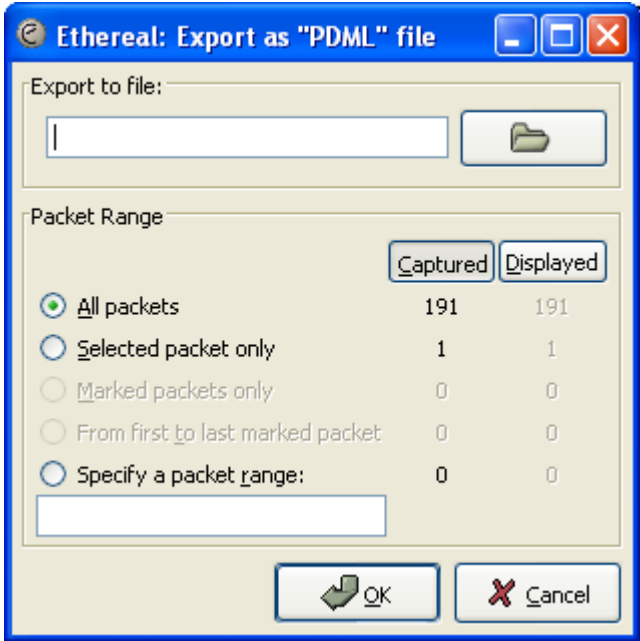 Ethereal: Export as "PDML" file
Export to file:
Packet Range
Captured Displayed
All packets 191 191
Selected packet only 1 1
Marked packets only 0 0
From first to last marked packet 0 0
Specify a packet range: 0 0
OK Cancel